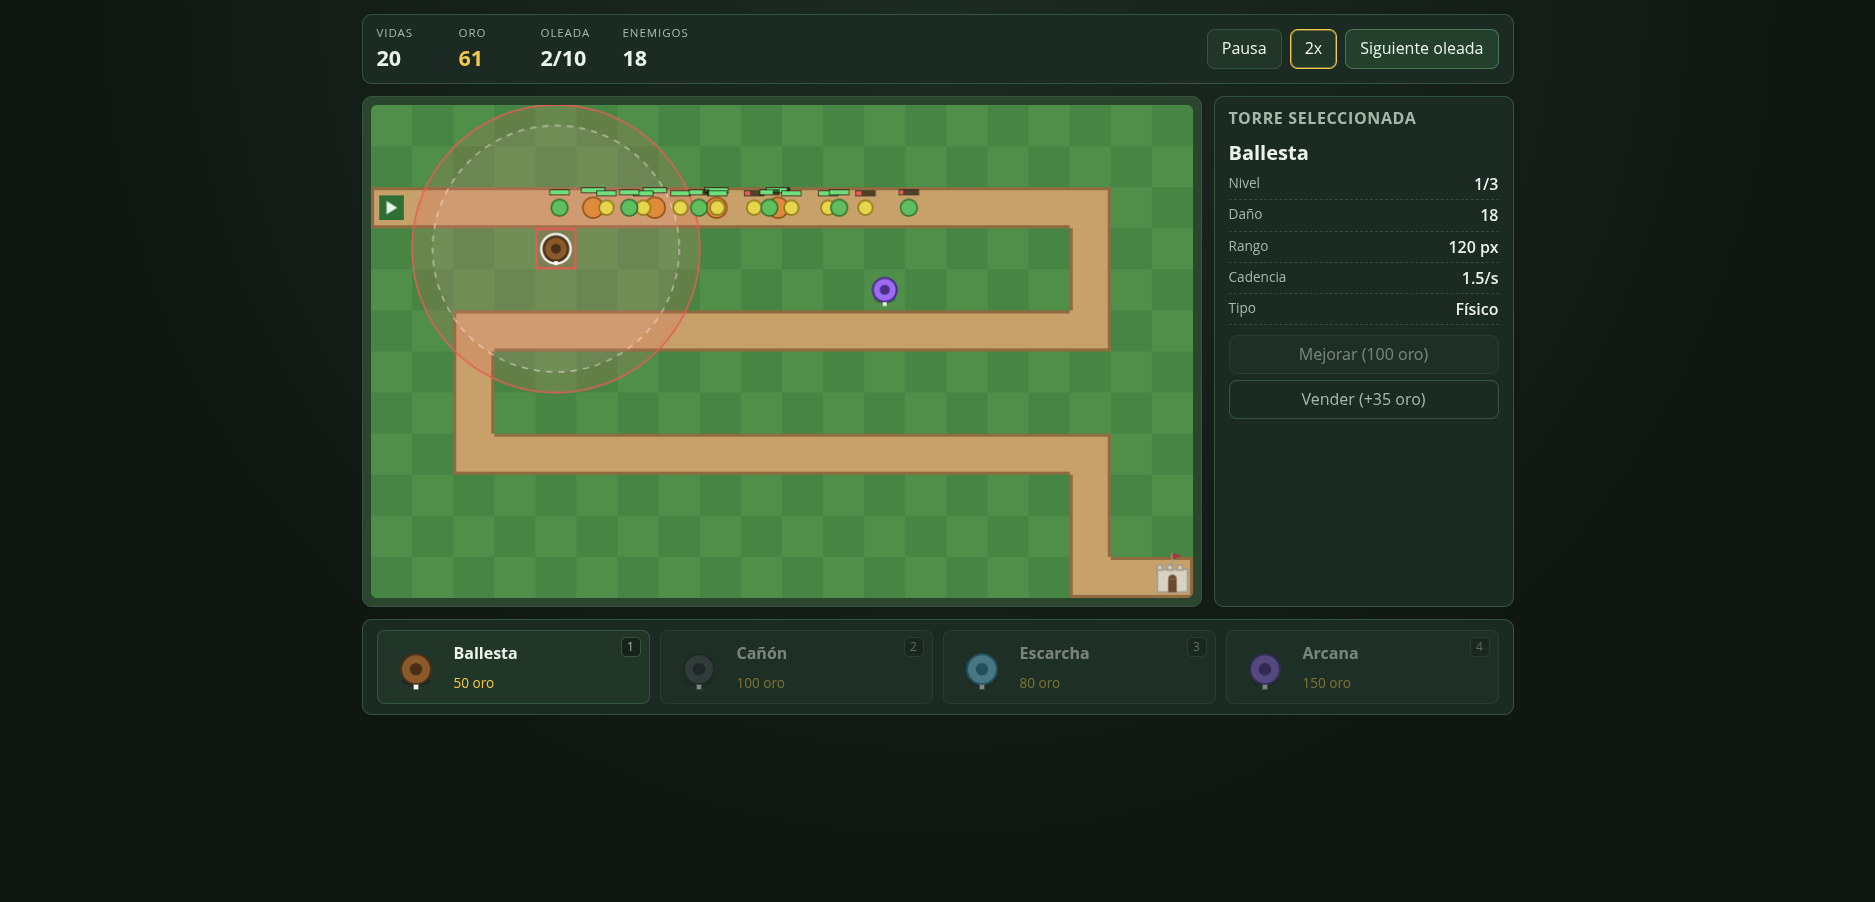 VIDAS ORO OLEADA ENEMIGOS
20 61 2/10 18
Pausa 2x Siguiente oleada
TORRE SELECCIONADA
Ballesta
Nivel 1/3
Daño 18
Rango 120 px
Cadencia 1.5/s
Tipo Físico
Mejorar (100 oro)
Vender (+35 oro)
Ballesta 1
50 oro
Cañón 2
100 oro
Escarcha 3
80 oro
Arcana 4
150 oro